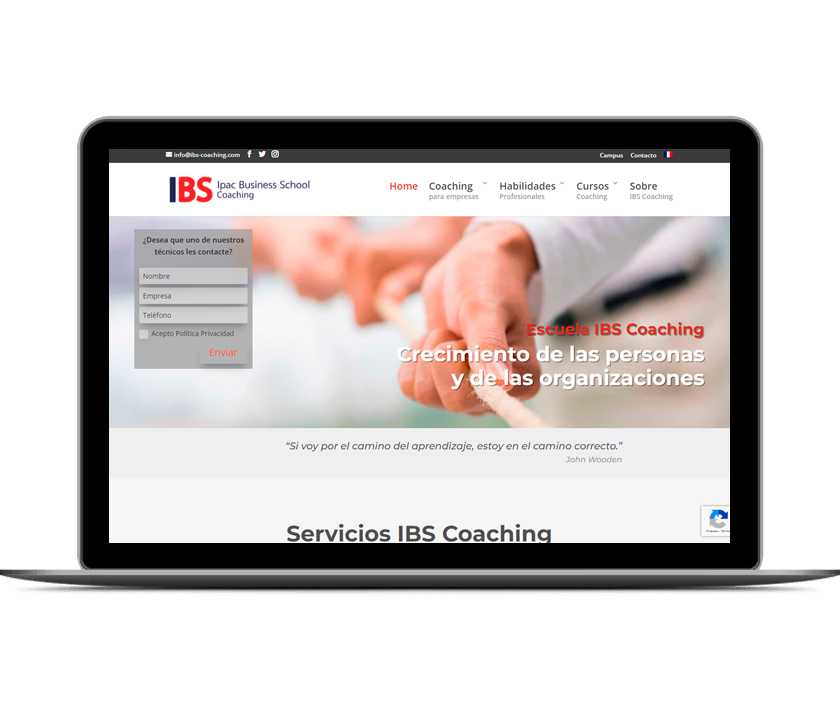 info@ibs-coaching.com
Campus Contacto
IBS Ipac Business School
Coaching
Home Coaching Habilidades Cursos Sobre
para empresas Profesionales Coaching IBS Coaching
¿Desea que uno de nuestros
técnicos les contacte?
Nombre
Empresa
Teléfono
Acepto Política Privacidad
Enviar
Escuela IBS Coaching
Crecimiento de las personas
y de las organizaciones
“Si voy por el camino del aprendizaje, estoy en el camino correcto.”
John Wooden
Servicios IBS Coaching